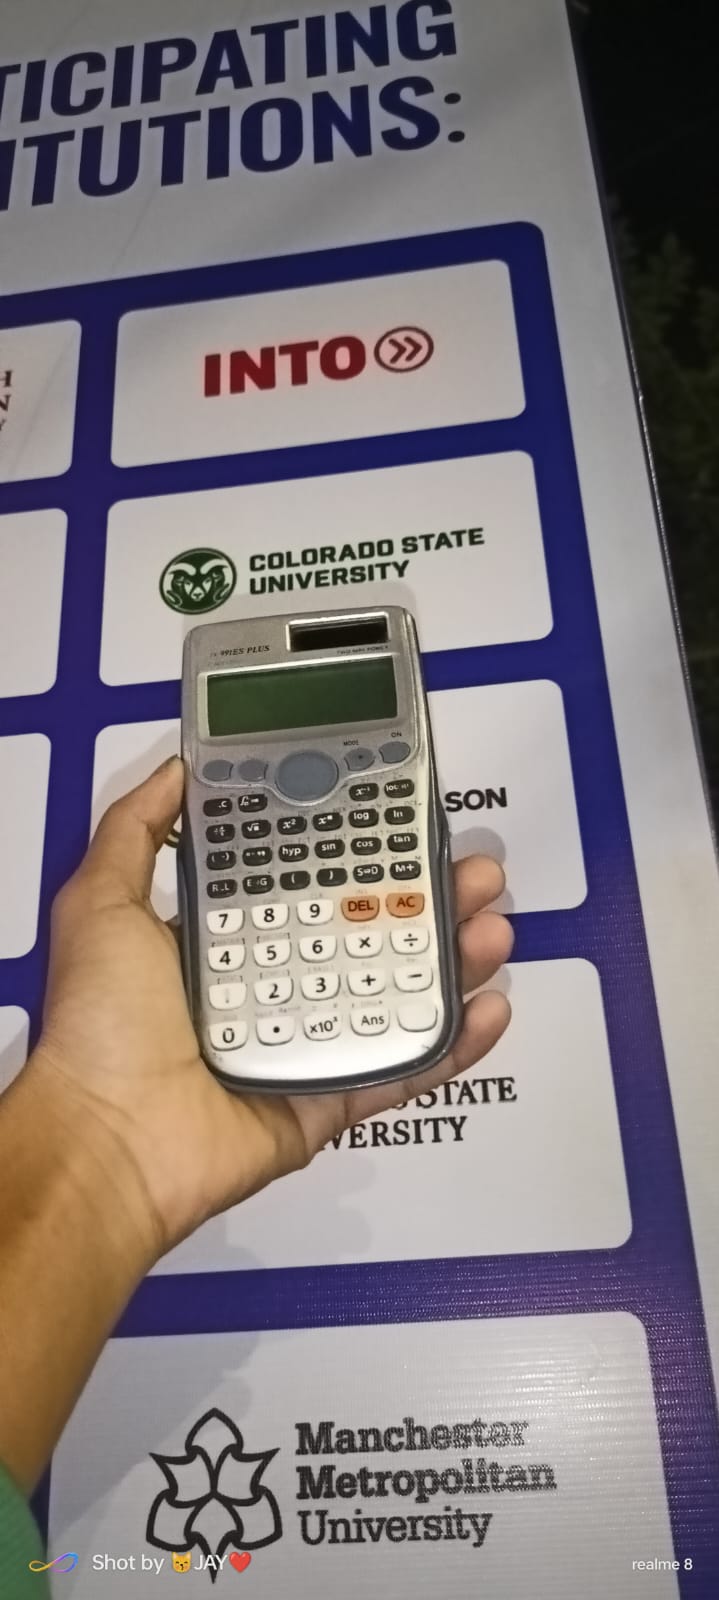 TICIPATING
ITUTIONS:
INTO
COLORADO STATE
UNIVERSITY
991ES PLUS
MODE
ON
SON
log
ln
hyp
sin
cos
tan
S⇔D
M+
7
8
9
DEL
AC
4
5
6
×
÷
2
3
+
−
0
•
×10ˣ
Ans
STATE
VERSITY
Manchester
Metropolitan
University
Shot by 😽JAY❤️
realme 8